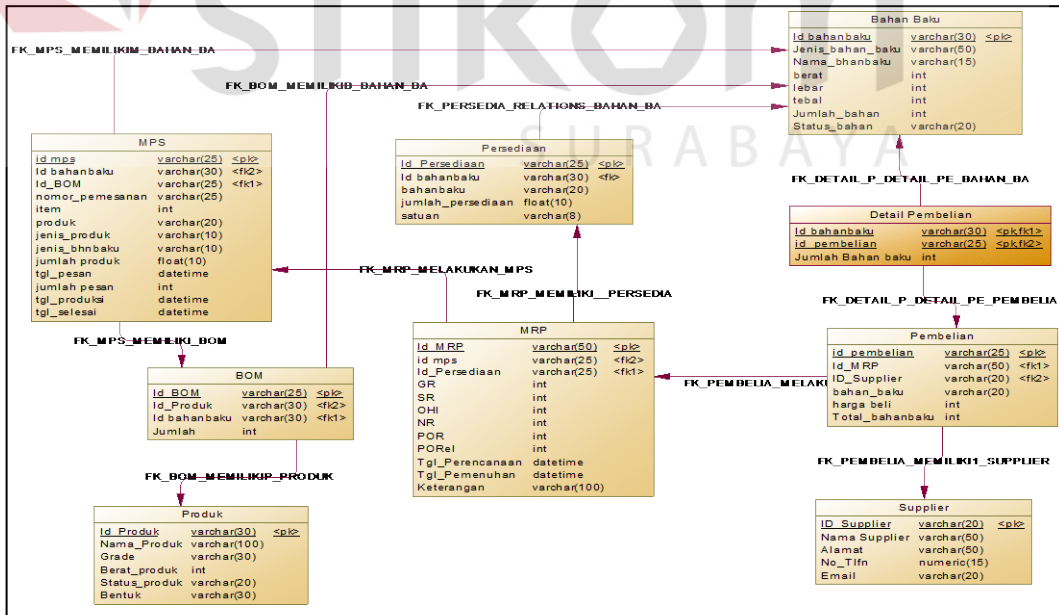 stikom
SURABAYA
FK_MPS_MEMILIKIM_BAHAN_BA
FK_BOM_MEMILIKIB_BAHAN_BA
FK_PERSEDIA_RELATIONS_BAHAN_BA
Bahan Baku
Id bahanbaku varchar(30) <pk>
Jenis_bahan_baku varchar(50)
Nama_bhanbaku varchar(15)
berat int
lebar int
tebal int
Jumlah_bahan int
Status_bahan varchar(20)
MPS
id mps varchar(25) <pk>
Id bahanbaku varchar(30) <fk2>
Id_BOM varchar(25) <fk1>
nomor_pemesanan varchar(25)
item int
produk varchar(20)
jenis_produk varchar(10)
jenis_bhnbaku varchar(10)
jumlah produk float(10)
tgl_pesan datetime
jumlah pesan int
tgl_produksi datetime
tgl_selesai datetime
Persediaan
Id_Persediaan varchar(25) <pk>
Id bahanbaku varchar(30) <fk>
bahanbaku varchar(20)
jumlah_persediaan float(10)
satuan varchar(8)
FK_DETAIL_P_DETAIL_PE_BAHAN_BA
Detail Pembelian
Id bahanbaku varchar(30) <pk,fk1>
id_pembelian varchar(25) <pk,fk2>
Jumlah Bahan baku int
FK_MRP_MELAKUKAN_MPS
FK_MRP_MEMILIKI__PERSEDIA
FK_DETAIL_P_DETAIL_PE_PEMBELIA
FK_MPS_MEMILIKI_BOM
MRP
Id_MRP varchar(50) <pk>
id mps varchar(25) <fk2>
Id_Persediaan varchar(25) <fk1>
GR int
SR int
OHI int
NR int
POR int
PORel int
Tgl_Perencanaan datetime
Tgl_Pemenuhan datetime
Keterangan varchar(100)
Pembelian
id_pembelian varchar(25) <pk>
Id_MRP varchar(50) <fk1>
ID_Supplier varchar(20) <fk2>
bahan_baku varchar(20)
harga beli int
Total_bahanbaku int
FK_PEMBELIA_MELAKU
BOM
Id_BOM varchar(25) <pk>
Id_Produk varchar(30) <fk2>
Id bahanbaku varchar(30) <fk1>
Jumlah int
FK_BOM_MEMILIKIP_PRODUK
FK_PEMBELIA_MEMILIKI1_SUPPLIER
Produk
Id_Produk varchar(30) <pk>
Nama_Produk varchar(100)
Grade varchar(30)
Berat_produk int
Status_produk varchar(20)
Bentuk varchar(30)
Supplier
ID_Supplier varchar(20) <pk>
Nama Supplier varchar(50)
Alamat varchar(50)
No_Tlfn numeric(15)
Email varchar(20)